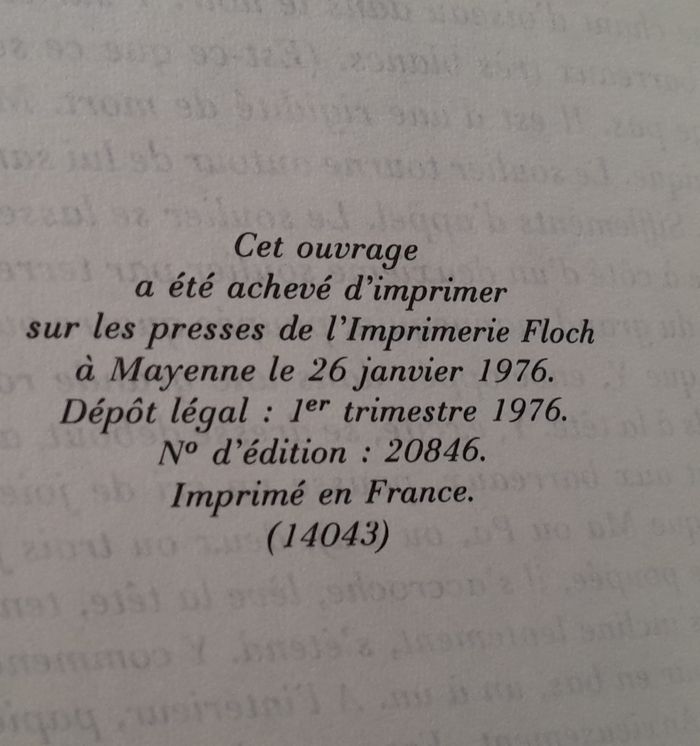 Cet ouvrage
a été achevé d'imprimer
sur les presses de l'Imprimerie Floch
à Mayenne le 26 janvier 1976.
Dépôt légal : 1er trimestre 1976.
No d'édition : 20846.
Imprimé en France.
(14043)